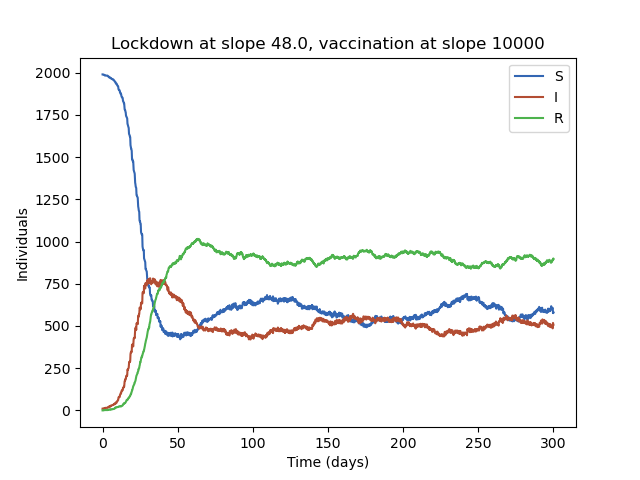 Lockdown at slope 48.0, vaccination at slope 10000
S
I
R
2000
1750
1500
1250
1000
750
500
250
0
Individuals
0 50 100 150 200 250 300
Time (days)